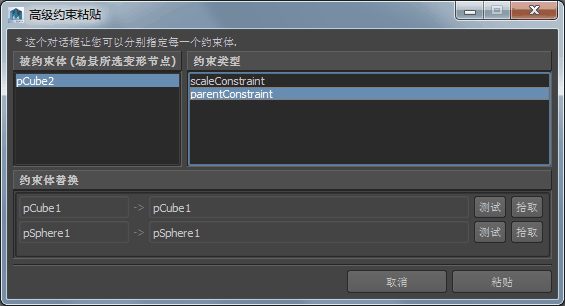 高级约束粘贴
* 这个对话框让您可以分别指定每一个约束体.
被约束体(场景所选变形节点)
约束类型
pCube2
scaleConstraint
parentConstraint
约束体替换
pCube1 -> pCube1 测试 拾取
pSphere1 -> pSphere1 测试 拾取
取消 粘贴